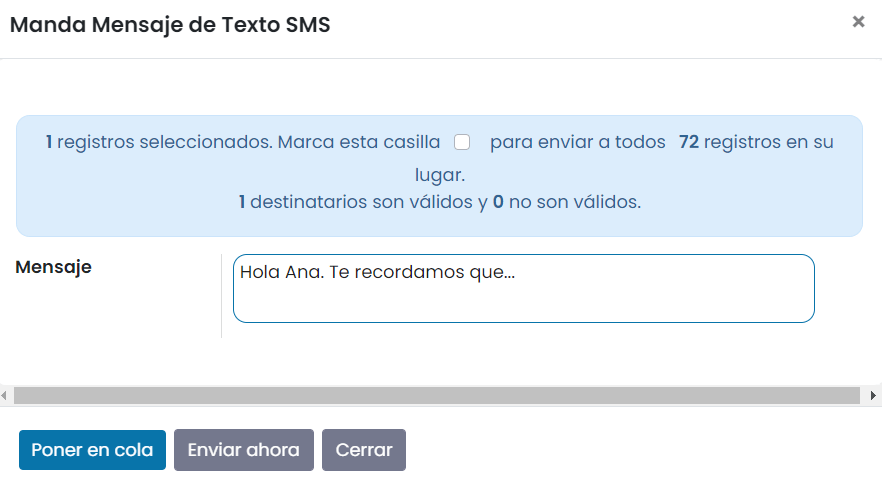 Manda Mensaje de Texto SMS
1 registros seleccionados. Marca esta casilla para enviar a todos 72 registros en su
lugar.
1 destinatarios son válidos y 0 no son válidos.
Mensaje
Hola Ana. Te recordamos que...
Poner en cola
Enviar ahora
Cerrar